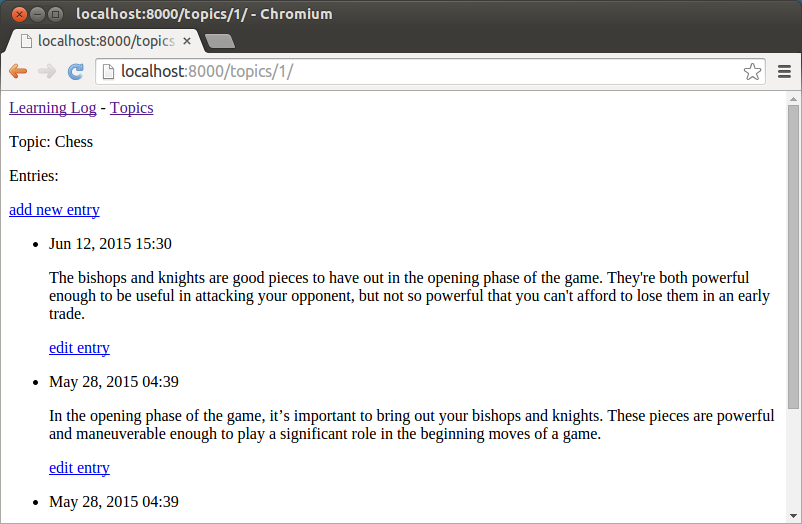 localhost:8000/topics/1/ - Chromium
localhost:8000/topics
localhost:8000/topics/1/
Learning Log - Topics
Topic: Chess
Entries:
add new entry
Jun 12, 2015 15:30
The bishops and knights are good pieces to have out in the opening phase of the game. They're both powerful
enough to be useful in attacking your opponent, but not so powerful that you can't afford to lose them in an early
trade.
edit entry
May 28, 2015 04:39
In the opening phase of the game, it’s important to bring out your bishops and knights. These pieces are powerful
and maneuverable enough to play a significant role in the beginning moves of a game.
edit entry
May 28, 2015 04:39